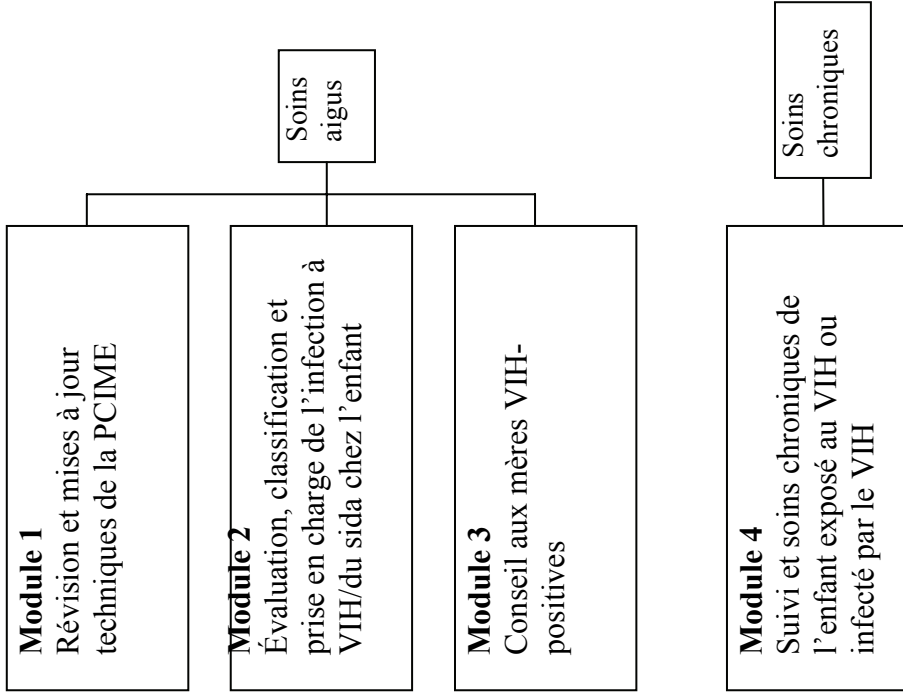 Module 1
Révision et mises à jour
techniques de la PCIME
Module 2
Évaluation, classification et
prise en charge de l'infection à
VIH/du sida chez l'enfant
Module 3
Conseil aux mères VIH-
positives
Soins
aigus
Module 4
Suivi et soins chroniques de
l'enfant exposé au VIH ou
infecté par le VIH
Soins
chroniques